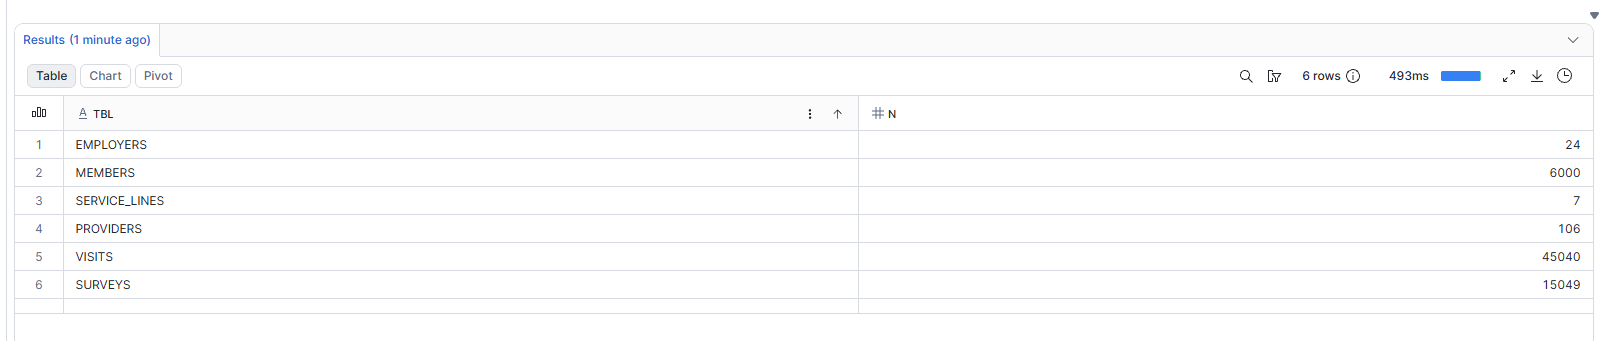 Results (1 minute ago)
Table Chart Pivot 6 rows 493ms
TBL N
1 EMPLOYERS 24
2 MEMBERS 6000
3 SERVICE_LINES 7
4 PROVIDERS 106
5 VISITS 45040
6 SURVEYS 15049